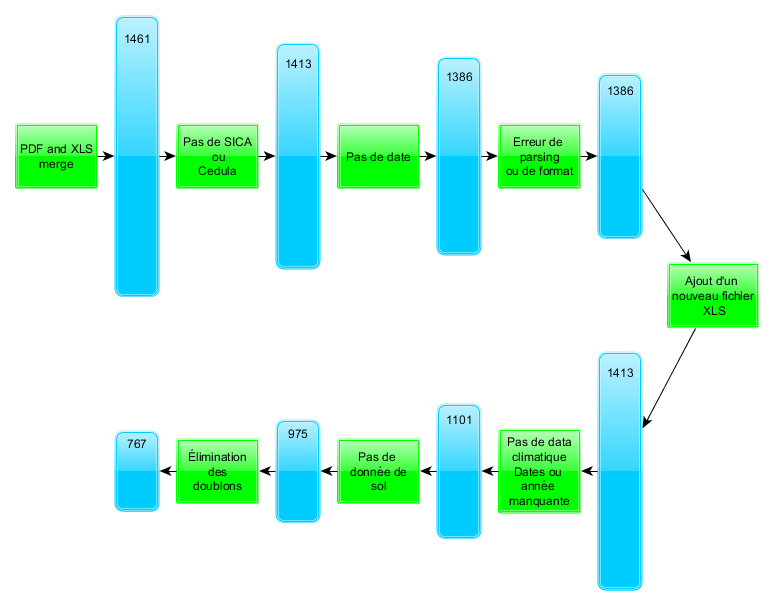 PDF and XLS
merge
1461
Pas de SICA
ou
Cedula
1413
Pas de date
1386
Erreur de
parsing
ou de format
1386
Ajout d'un
nouveau fichier
XLS
1413
Pas de data
climatique
Dates ou
année
manquante
1101
Pas de
donnée de
sol
975
Élimination
des
doublons
767